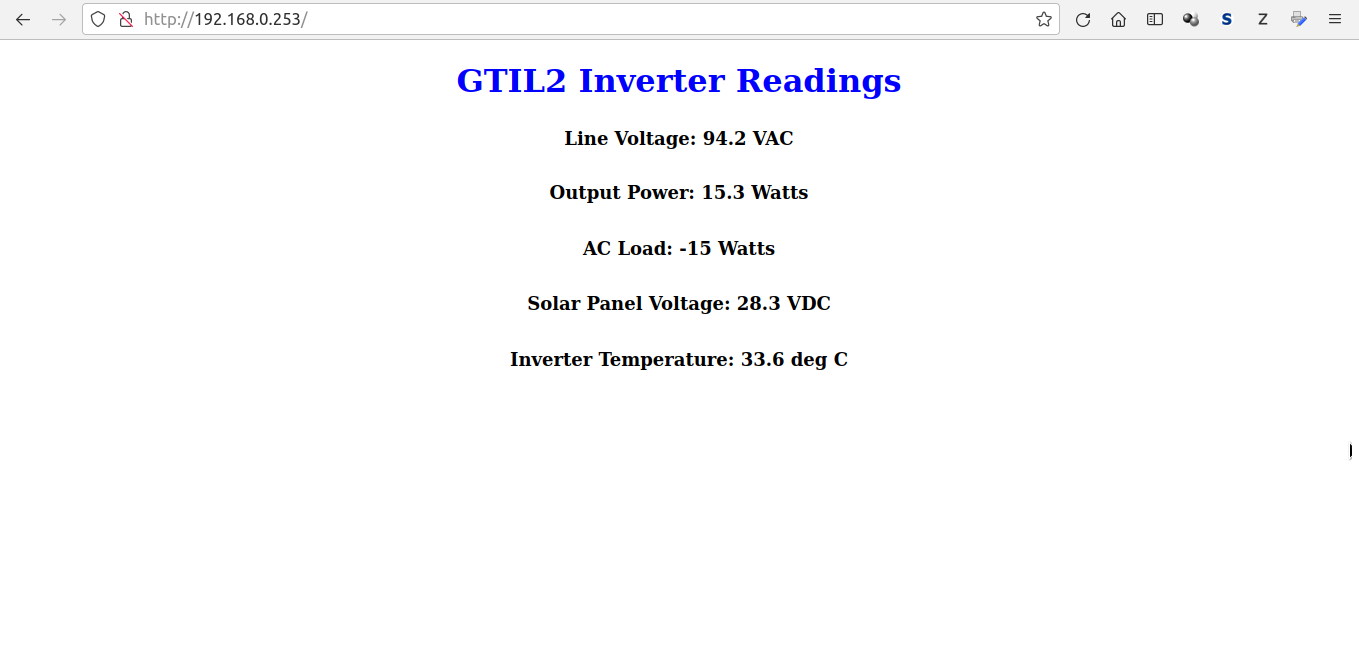 http://192.168.0.253/
S Z
GTIL2 Inverter Readings
Line Voltage: 94.2 VAC
Output Power: 15.3 Watts
AC Load: -15 Watts
Solar Panel Voltage: 28.3 VDC
Inverter Temperature: 33.6 deg C